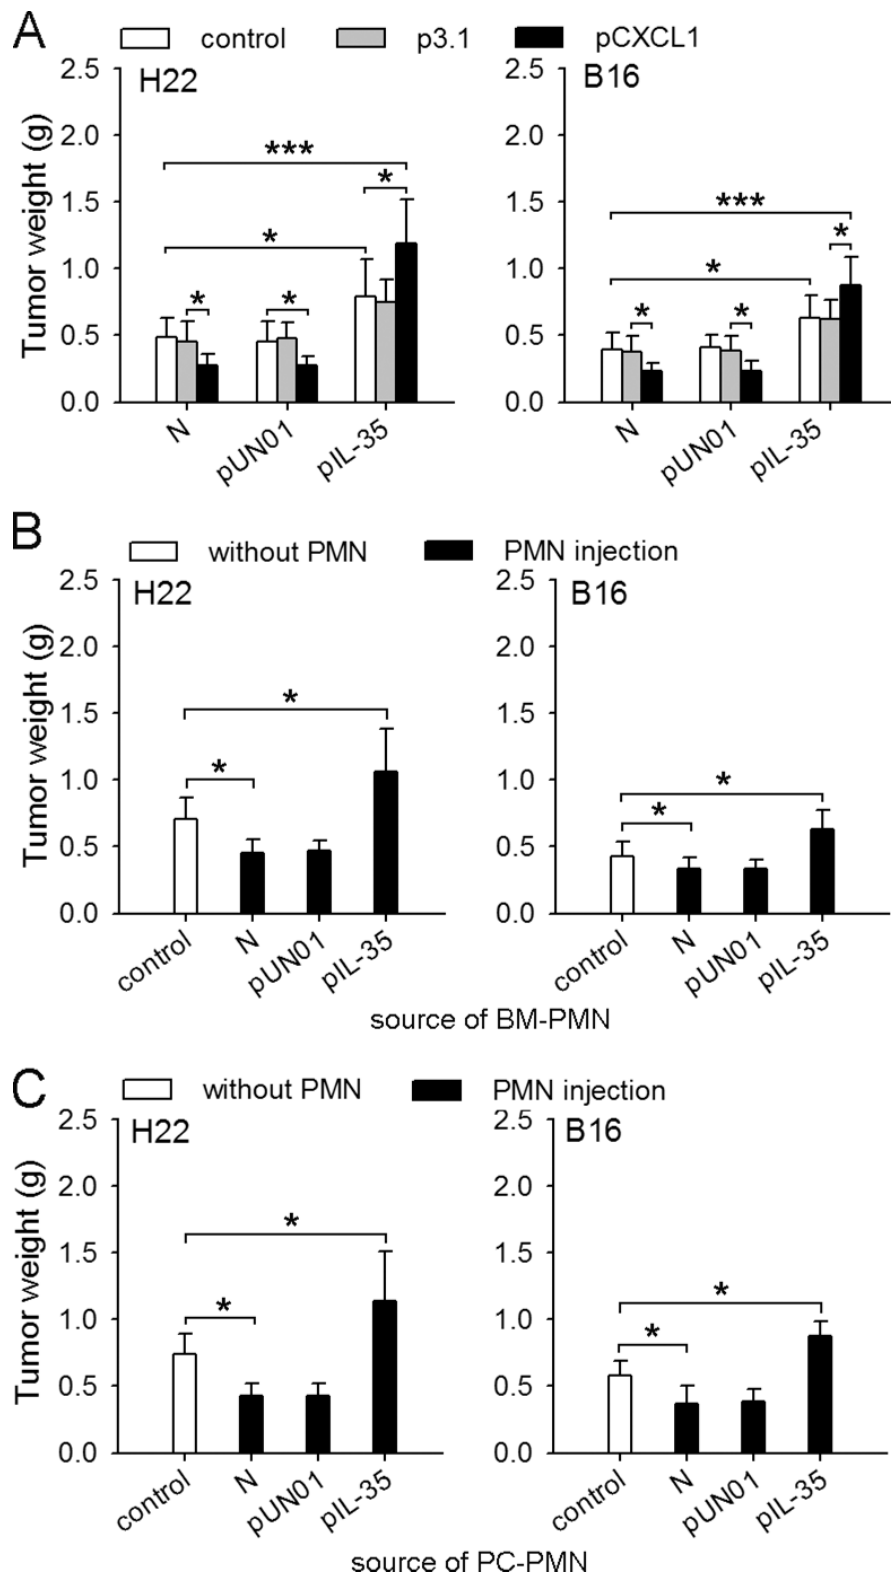 A
control p3.1 pCXCL1
H22
Tumor weight (g)
2.5
2.0
1.5
1.0
0.5
0.0
***
*
*
*
*
N
pUN01
pIL-35
B16
2.5
2.0
1.5
1.0
0.5
0.0
***
*
*
*
*
N
pUN01
pIL-35
B
without PMN PMN injection
H22
Tumor weight (g)
2.5
2.0
1.5
1.0
0.5
0.0
*
*
control
N
pUN01
pIL-35
B16
2.5
2.0
1.5
1.0
0.5
0.0
*
*
control
N
pUN01
pIL-35
source of BM-PMN
C
without PMN PMN injection
H22
Tumor weight (g)
2.5
2.0
1.5
1.0
0.5
0.0
*
*
control
N
pUN01
pIL-35
B16
2.5
2.0
1.5
1.0
0.5
0.0
*
*
control
N
pUN01
pIL-35
source of PC-PMN